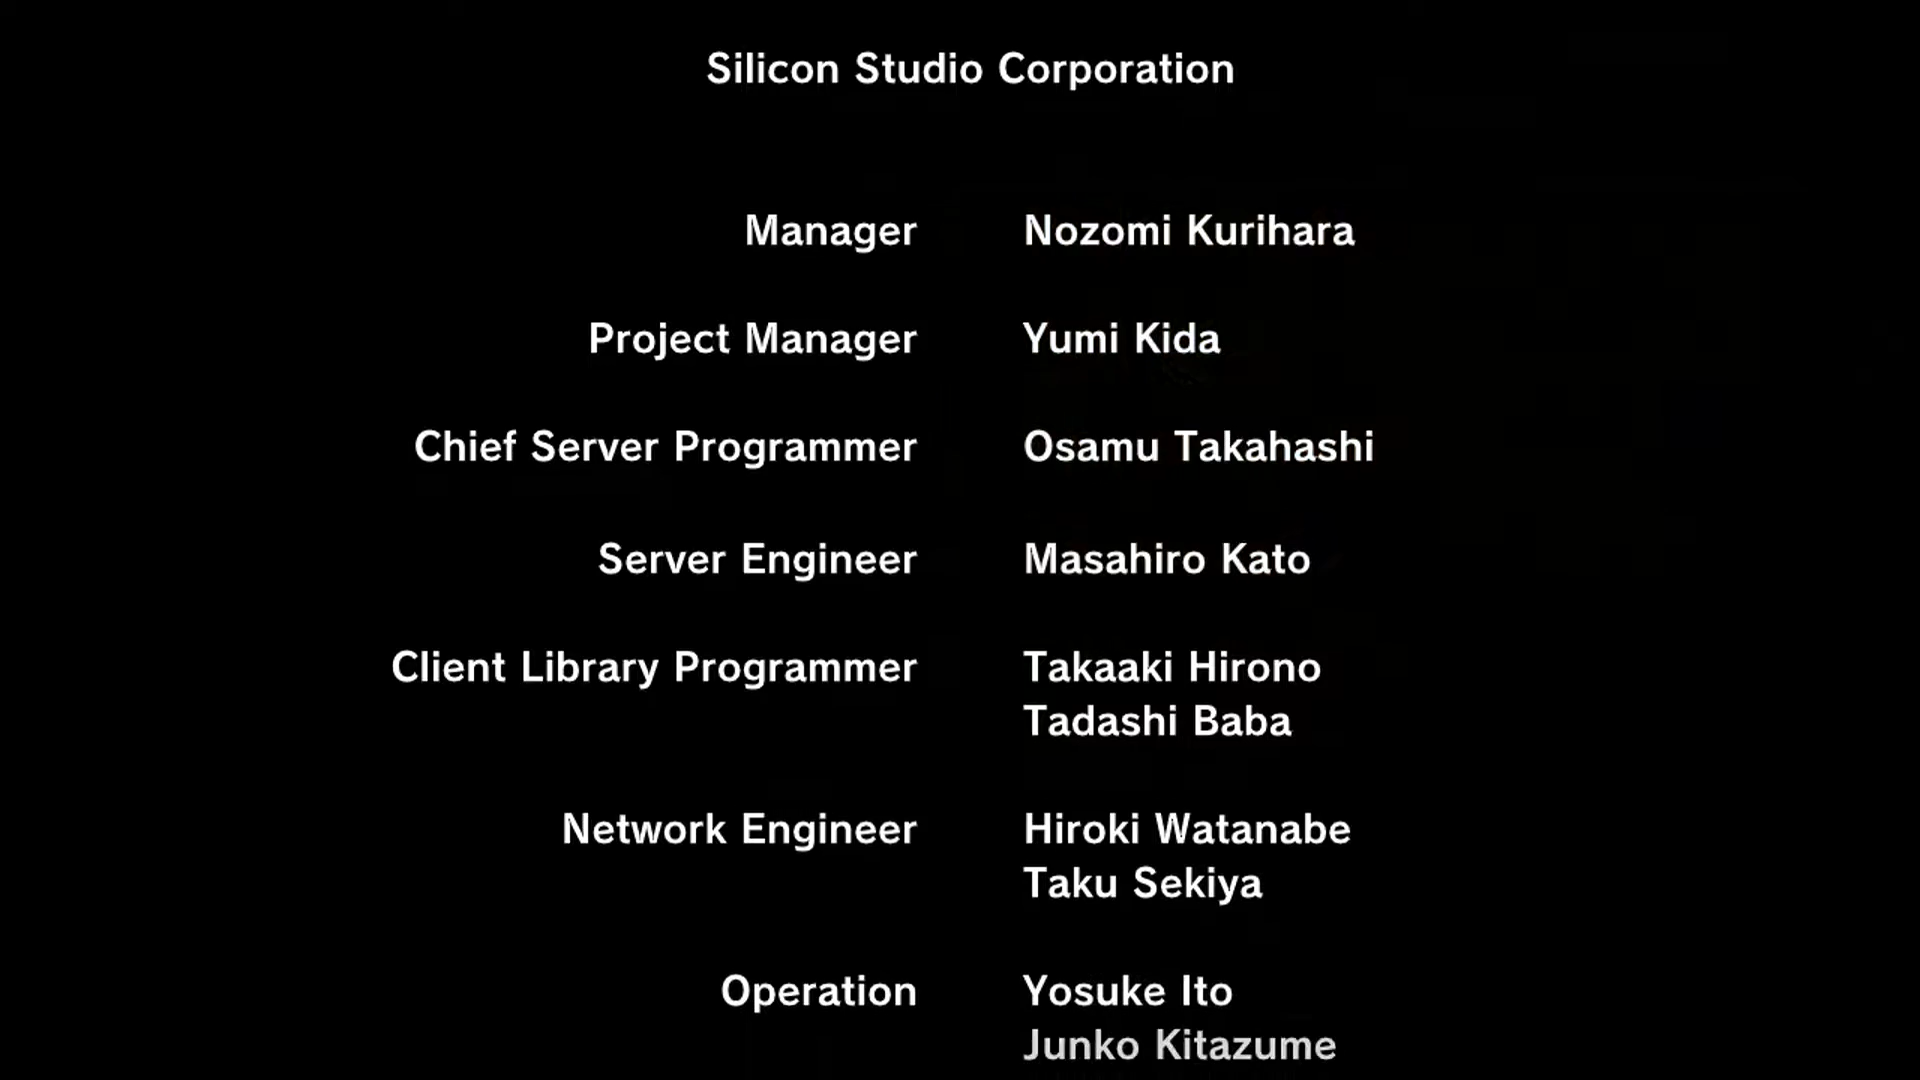 Silicon Studio Corporation
Manager Nozomi Kurihara
Project Manager Yumi Kida
Chief Server Programmer Osamu Takahashi
Server Engineer Masahiro Kato
Client Library Programmer Takaaki Hirono
Tadashi Baba
Network Engineer Hiroki Watanabe
Taku Sekiya
Operation Yosuke Ito
Junko Kitazume